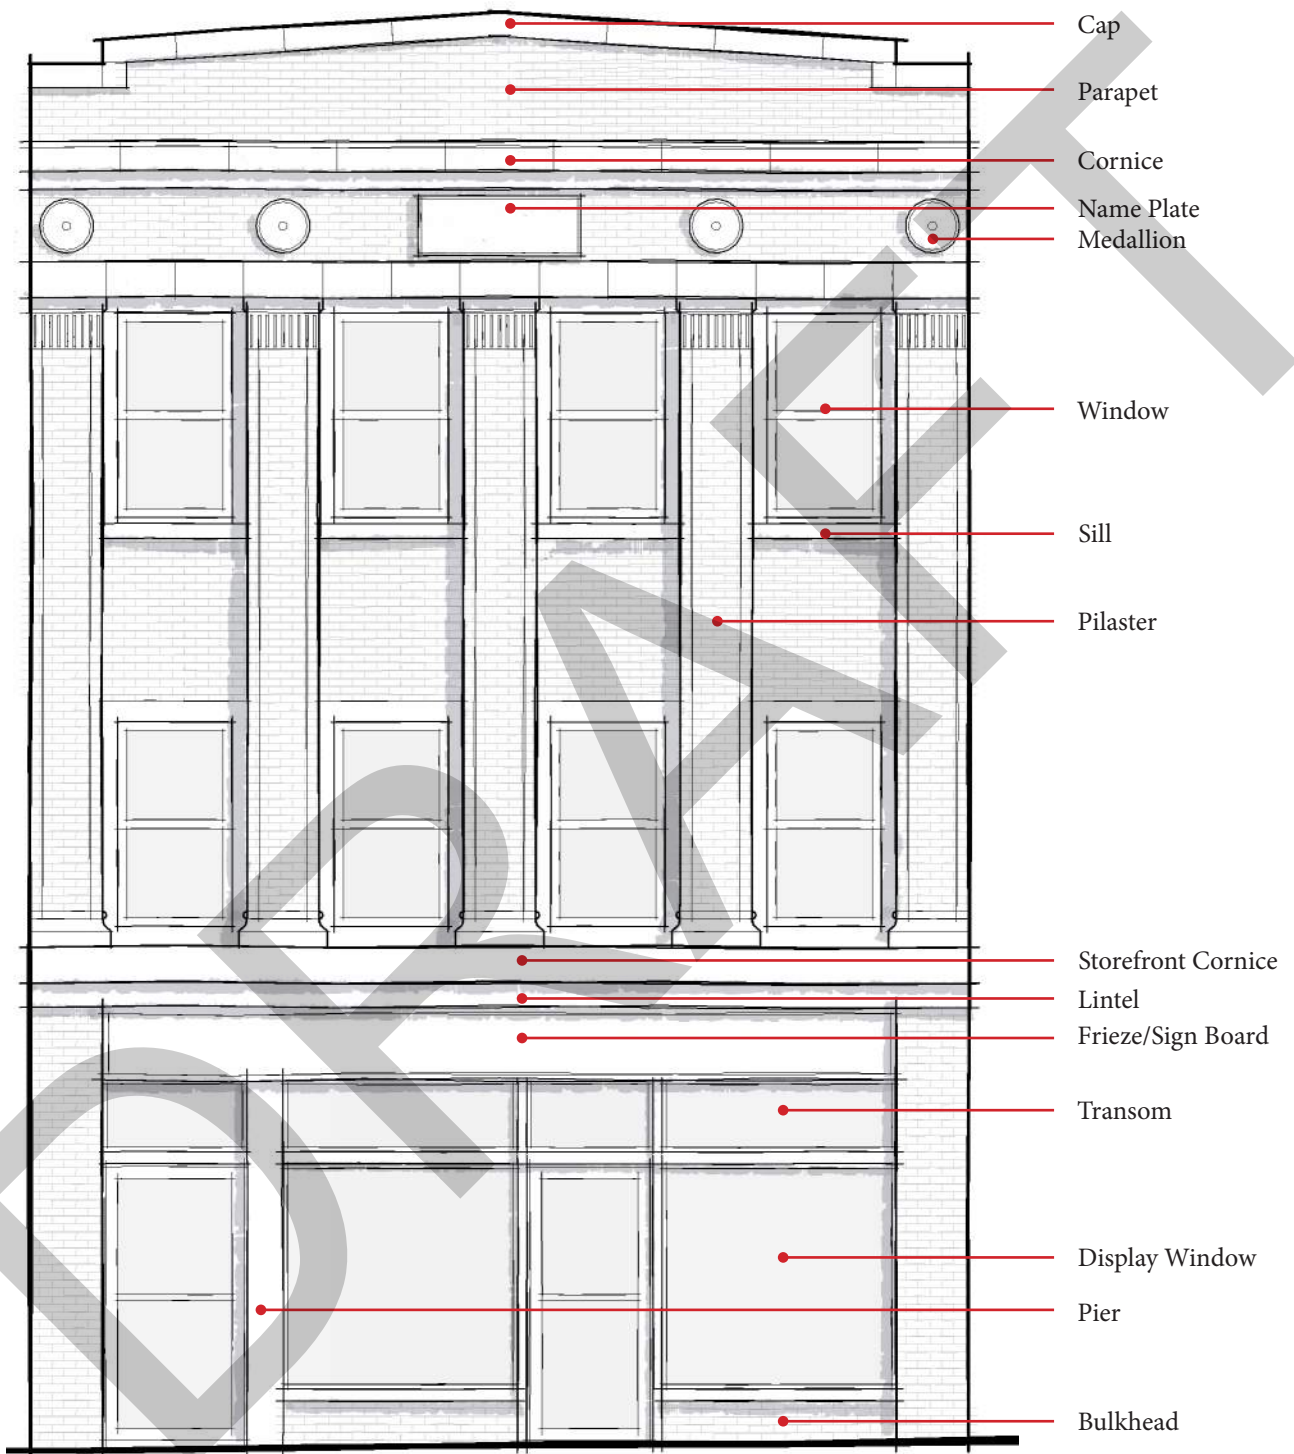 Cap
Parapet
Cornice
Name Plate
Medallion
Window
Sill
Pilaster
Storefront Cornice
Lintel
Frieze/Sign Board
Transom
Display Window
Pier
Bulkhead
DRAFT